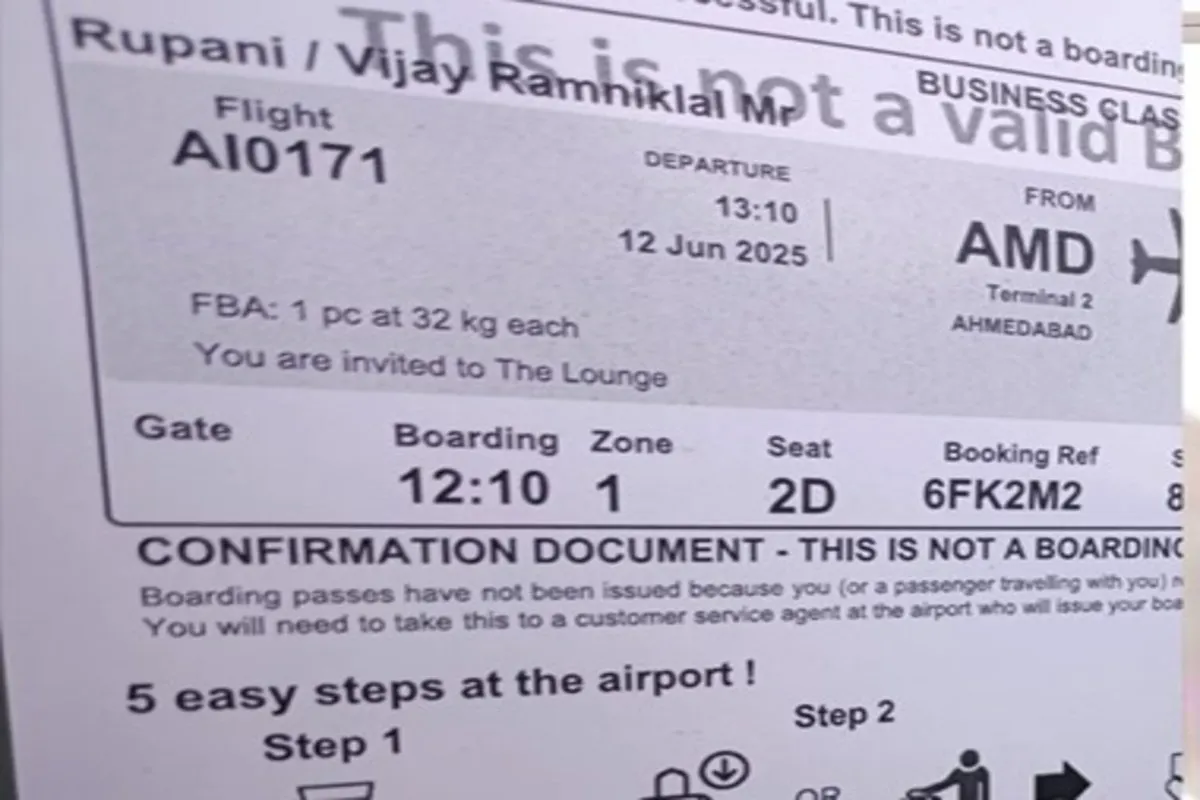 This is not a boarding
This is not a valid B
Rupani / Vijay Ramniklal Mr
BUSINESS CLAS
Flight
AI0171
DEPARTURE
13:10
12 Jun 2025
FROM
AMD
Terminal 2
AHMEDABAD
FBA: 1 pc at 32 kg each
You are invited to The Lounge
Gate Boarding Zone Seat Booking Ref
12:10 1 2D 6FK2M2
CONFIRMATION DOCUMENT - THIS IS NOT A BOARDING
Boarding passes have not been issued because you (or a passenger travelling with you)
You will need to take this to a customer service agent at the airport who will issue your
5 easy steps at the airport !
Step 1
Step 2
OR